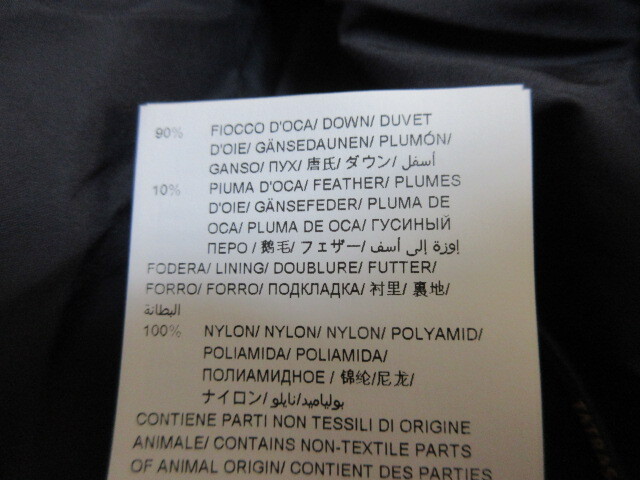 90% FIOCCO D'OCA/ DOWN/ DUVET
D'OIE/ GÄNSEDAUNEN/ PLUMÓN/
GANSO/ ПУХ/ 唐氏/ ダウン/ أسفل
10% PIUMA D'OCA/ FEATHER/ PLUMES
D'OIE/ GÄNSEFEDER/ PLUMA DE
OCA/ PLUMA DE OCA/ ГУСИНЫЙ
ПЕРО / 鹅毛/ フェザー/ إوزة إلى أسف
FODERA/ LINING/ DOUBLURE/ FUTTER/
FORRO/ FORRO/ ПОДКЛАДКА/ 衬里/ 裏地/
البطانة
100% NYLON/ NYLON/ NYLON/ POLYAMID/
POLIAMIDA/ POLIAMIDA/
ПОЛИАМИДНОЕ / 锦纶/尼龙/
ナイロン/ بولياميد/نايلو
CONTIENE PARTI NON TESSILI DI ORIGINE
ANIMALE/ CONTAINS NON-TEXTILE PARTS
OF ANIMAL ORIGIN/ CONTIENT DES PARTIES